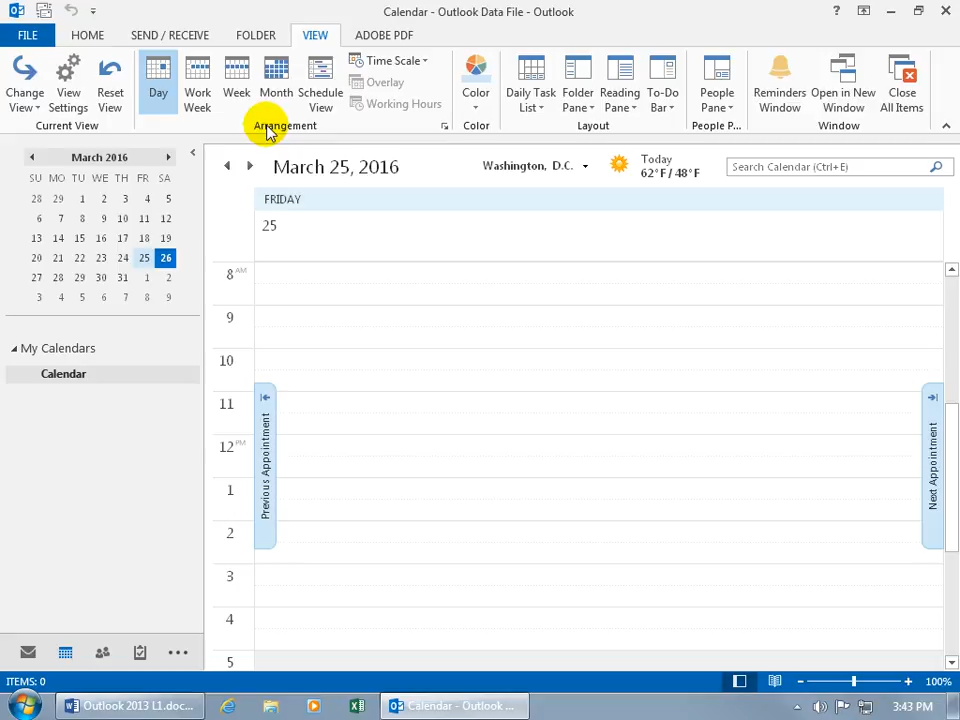 Calendar - Outlook Data File - Outlook
?
FILE HOME SEND / RECEIVE FOLDER VIEW ADOBE PDF
Change View
View Settings
Reset View
Current View
Day
Work Week
Week
Month
Schedule View
Time Scale
Overlay
Working Hours
Arrangement
Color
Color
Daily Task List
Folder Pane
Reading Pane
To-Do Bar
Layout
People Pane
People P...
Reminders Window
Open in New Window
Close All Items
Window
March 2016
SU MO TU WE TH FR SA
28 29 1 2 3 4 5
6 7 8 9 10 11 12
13 14 15 16 17 18 19
20 21 22 23 24 25 26
27 28 29 30 31 1 2
3 4 5 6 7 8 9
My Calendars
Calendar
March 25, 2016
Washington, D.C.
Today
62°F / 48°F
Search Calendar (Ctrl+E)
FRIDAY
25
8 AM
9
10
11
12 PM
1
2
3
4
5
Previous Appointment
Next Appointment
ITEMS: 0
100%
Outlook 2013 L1.doc...
Calendar - Outlook ...
3:43 PM